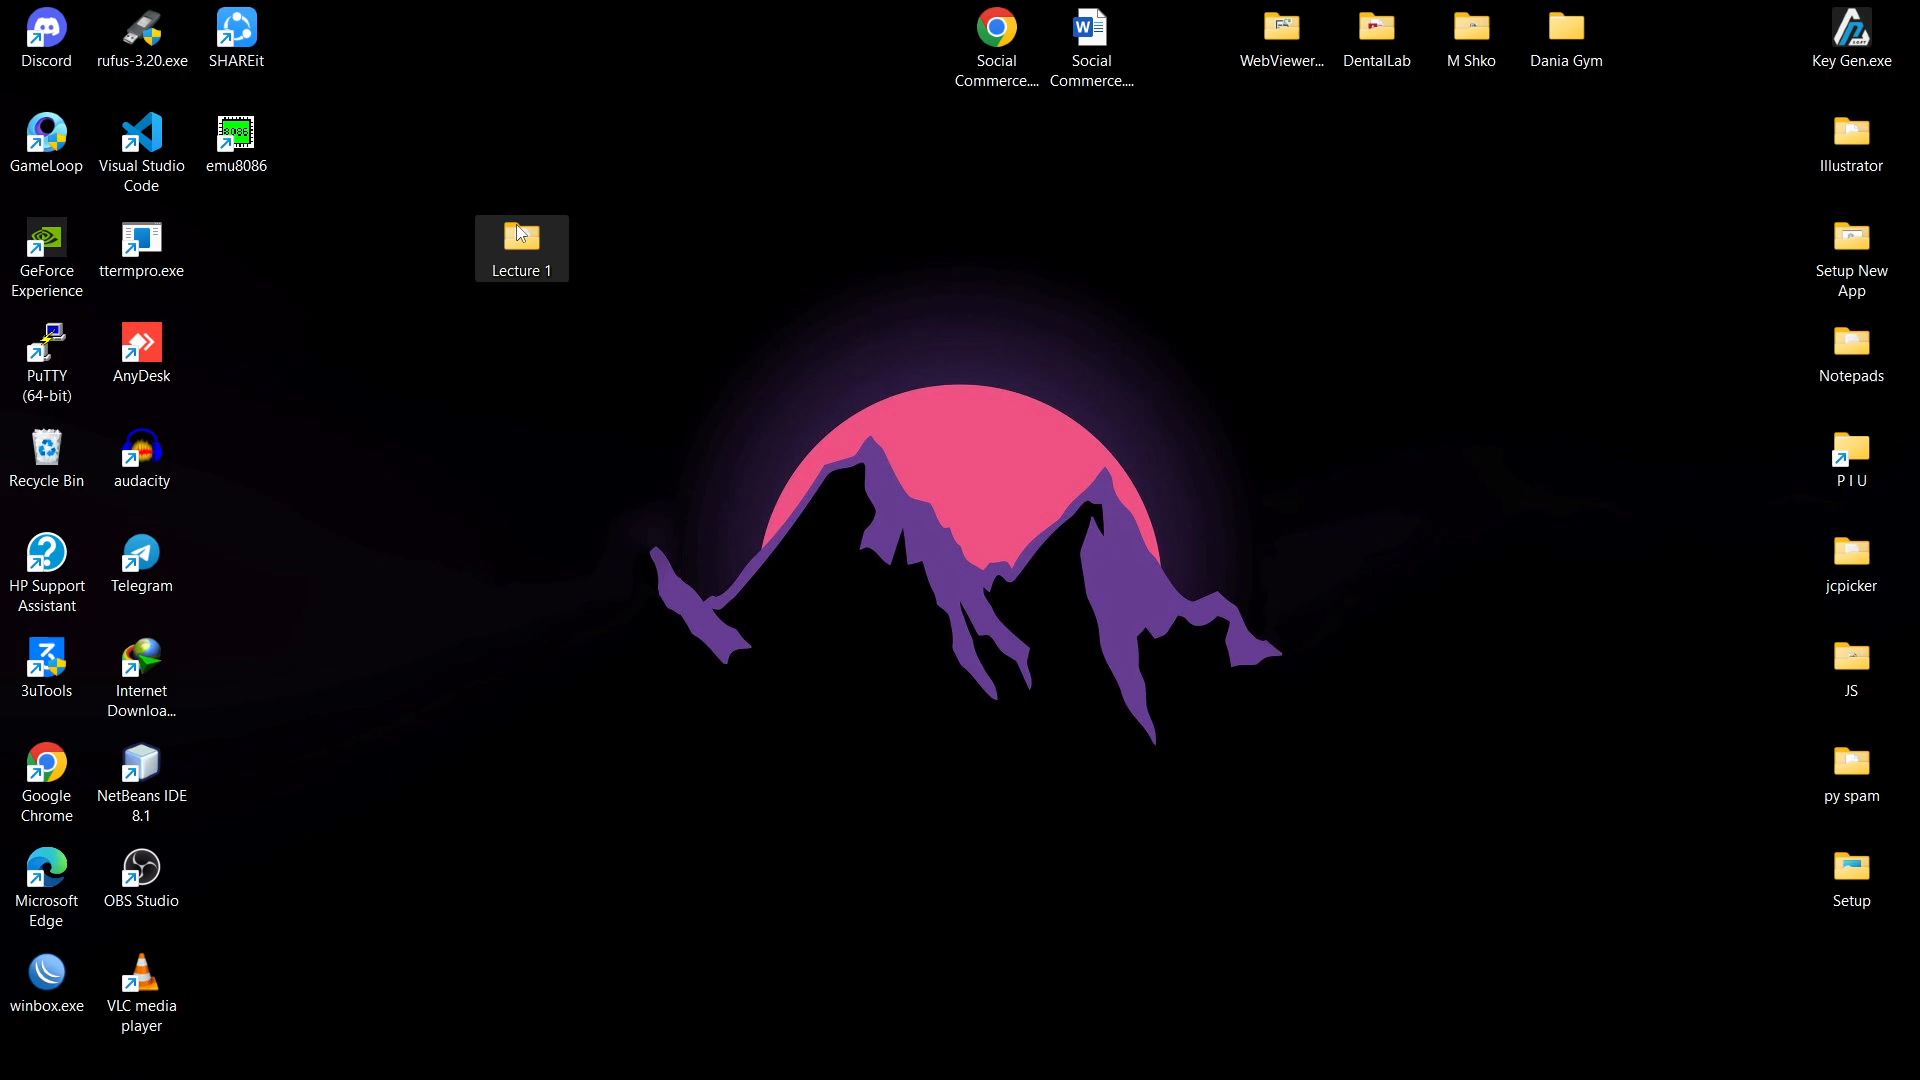 Discord
rufus-3.20.exe
SHAREit
Social
Commerce....
Social
Commerce....
WebViewer...
DentalLab
M Shko
Dania Gym
Key Gen.exe
GameLoop
Visual Studio
Code
emu8086
Illustrator
GeForce
Experience
ttermpro.exe
Lecture 1
Setup New
App
PuTTY
(64-bit)
AnyDesk
Notepads
Recycle Bin
audacity
P I U
HP Support
Assistant
Telegram
jcpicker
3uTools
Internet
Downloa...
JS
Google
Chrome
NetBeans IDE
8.1
py spam
Microsoft
Edge
OBS Studio
Setup
winbox.exe
VLC media
player